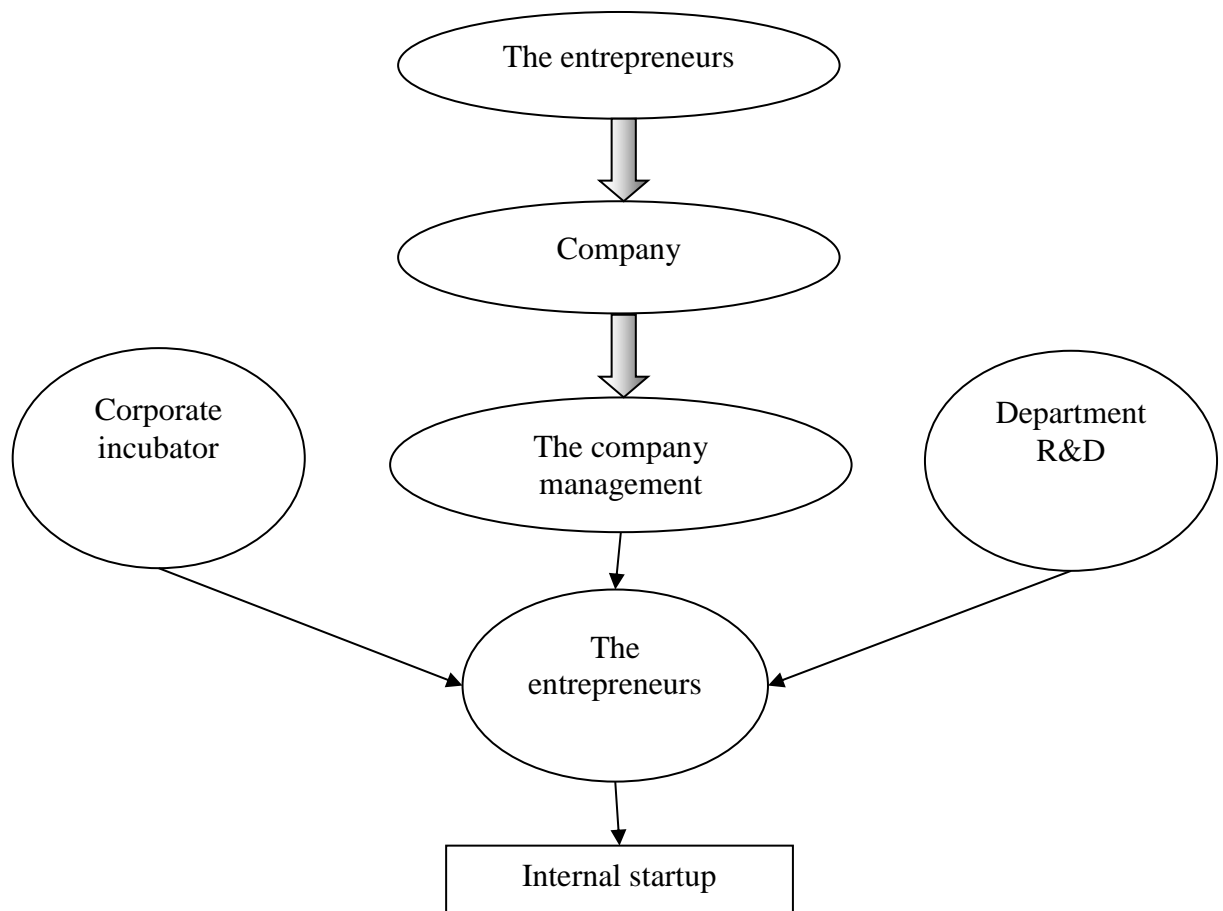 The entrepreneurs
Company
Corporate
incubator
The company
management
Department
R&D
The
entrepreneurs
Internal startup